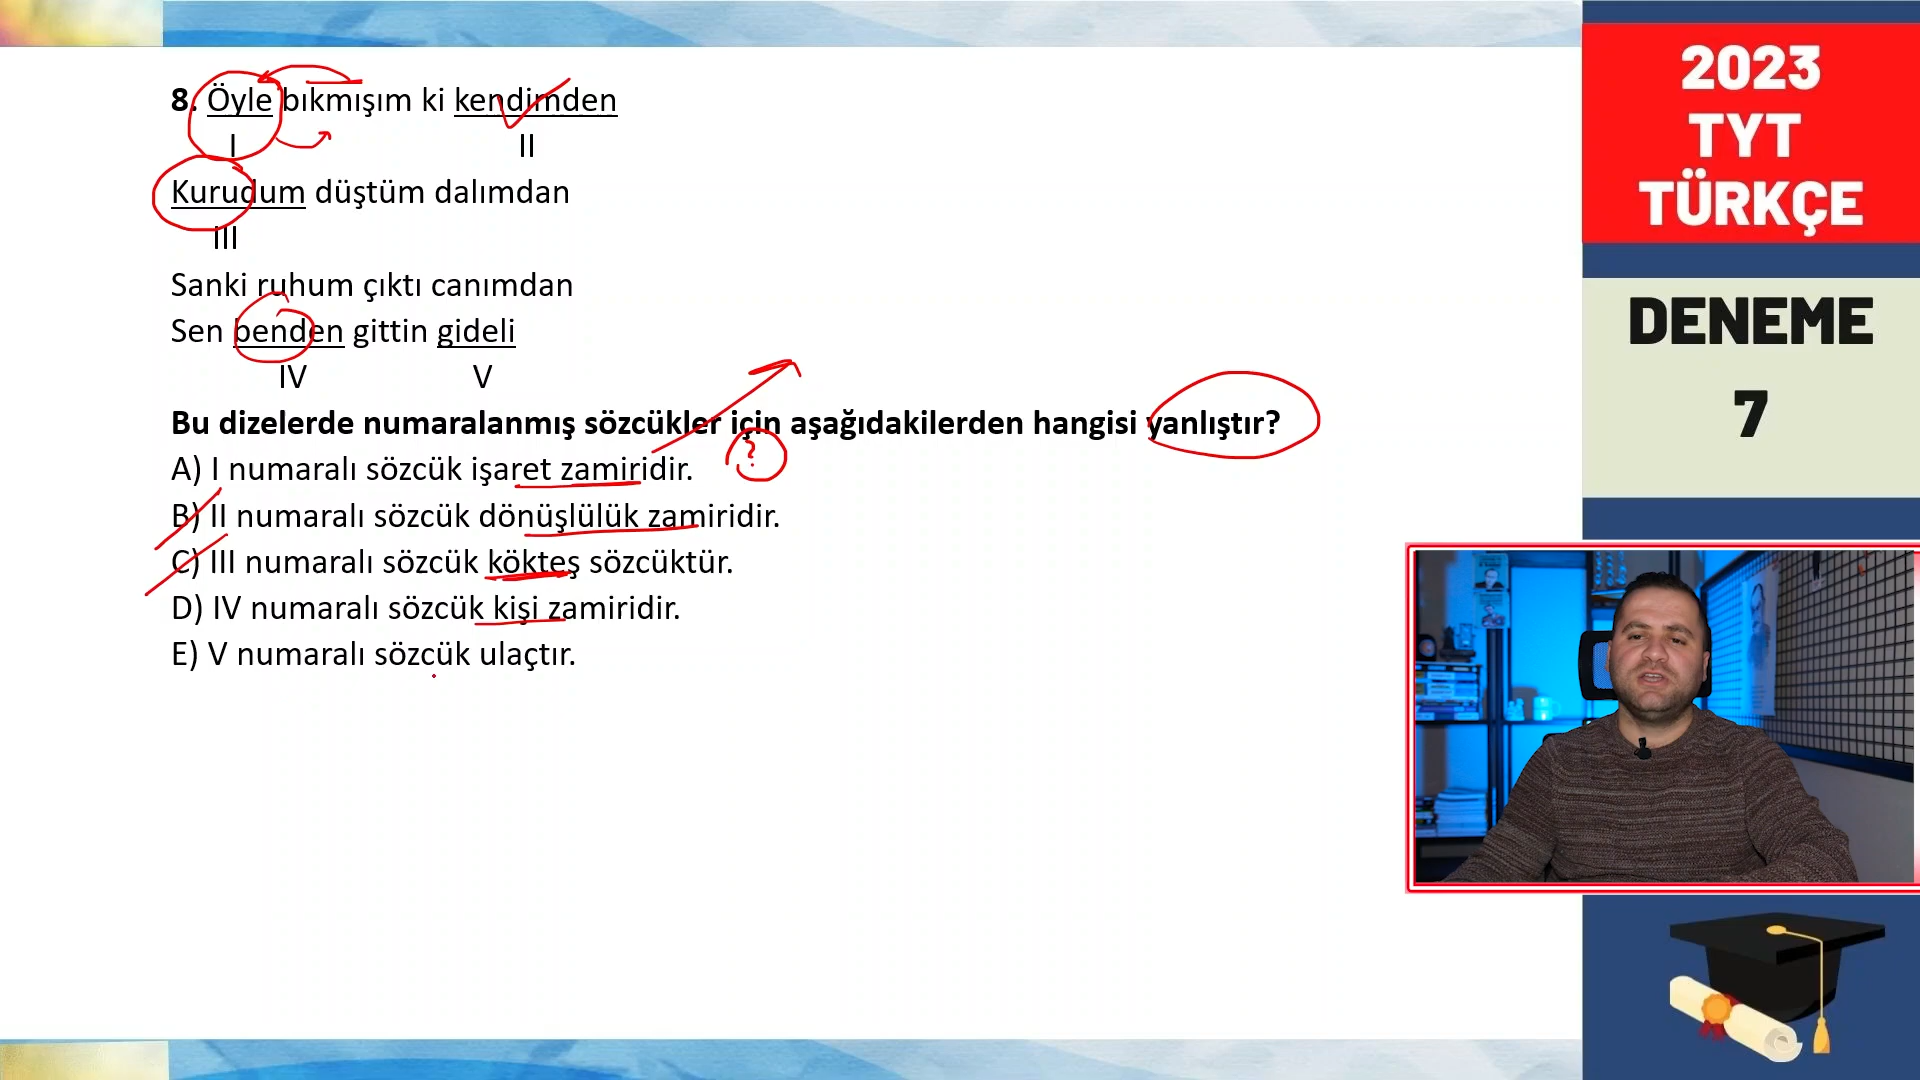 8. Öyle bıkmışım ki kendimden
I II
Kurudum düştüm dalımdan
III
Sanki ruhum çıktı canımdan
Sen benden gittin gideli
IV V
Bu dizelerde numaralanmış sözcükler için aşağıdakilerden hangisi yanlıştır?
A) I numaralı sözcük işaret zamiridir.
?
B) II numaralı sözcük dönüşlülük zamiridir.
C) III numaralı sözcük kökteş sözcüktür.
D) IV numaralı sözcük kişi zamiridir.
E) V numaralı sözcük ulaçtır.
2023
TYT
TÜRKÇE
DENEME
7